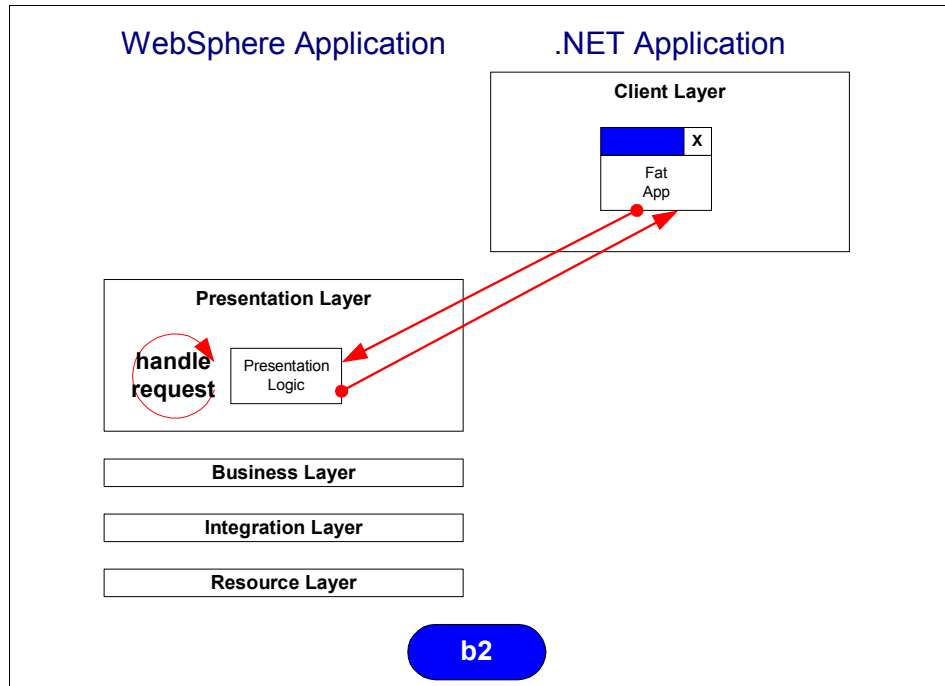 WebSphere Application
.NET Application
Client Layer
X
Fat
App
Presentation Layer
handle
request
Presentation
Logic
Business Layer
Integration Layer
Resource Layer
b2